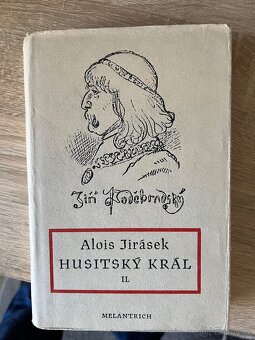 Jiří Poděbradský
Alois Jirásek
HUSITSKÝ KRÁL
II.
MELANTRICH